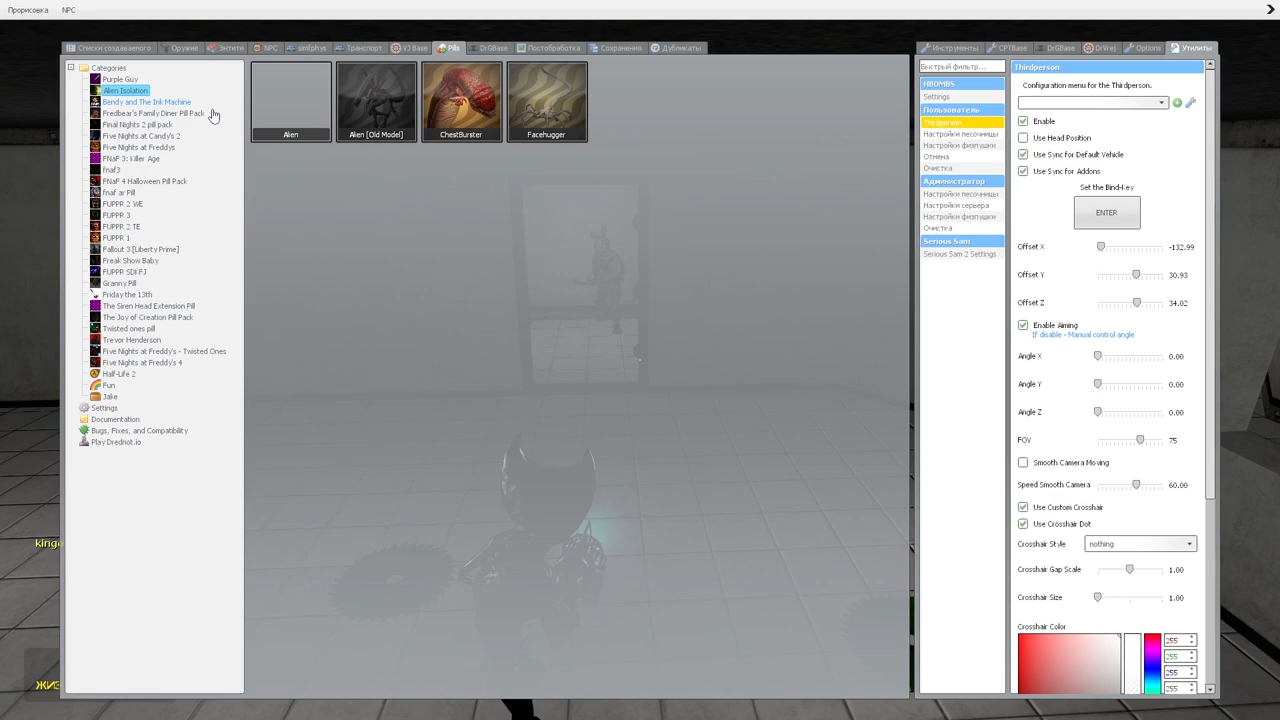 Прорисовка NPC
Списки создаваемого Оружие Энтити NPC simfphys Транспорт VJ Base Pills DrGBase Постобработка Сохранения Дубликаты
Инструменты CPTBase DrGBase DrVrej Options Утилиты
Categories
Purple Guy
Alien Isolation
Bendy and The Ink Machine
Fredbear's Family Diner Pill Pack
Final Nights 2 pill pack
Five Nights at Candy's 2
Five Nights at Freddys
FNaF 3: Killer Age
fnaf3
FNAF 4 Halloween Pill Pack
fnaf ar Pill
FUPPR 2 WE
FUPPR 3
FUPPR 2 TE
FUPPR 1
Fallout 3 [Liberty Prime]
Freak Show Baby
FUPPR SDI:FJ
Granny Pill
Friday the 13th
The Siren Head Extension Pill
The Joy of Creation Pill Pack
Twisted ones pill
Trevor Henderson
Five Nights at Freddy's - Twisted Ones
Five Nights at Freddy's 4
Half-Life 2
Fun
Jake
Settings
Documentation
Bugs, Fixes, and Compatibility
Play Drednot.io
Alien
Alien [Old Model]
ChestBurster
Facehugger
Быстрый фильтр...
HBOMBS
Settings
Пользователь
Thirdperson
Настройки песочницы
Настройки физпушки
Отмена
Очистка
Администратор
Настройки песочницы
Настройки сервера
Настройки физпушки
Очистка
Serious Sam
Serious Sam 2 Settings
Thirdperson
Configuration menu for the Thirdperson.
Enable
Use Head Position
Use Sync for Default Vehicle
Use Sync for Addons
Set the Bind-Key
ENTER
Offset X -132.99
Offset Y 30.93
Offset Z 34.02
Enable Aiming
If disable - Manual control angle
Angle X 0.00
Angle Y 0.00
Angle Z 0.00
FOV 75
Smooth Camera Moving
Speed Smooth Camera 60.00
Use Custom Crosshair
Use Crosshair Dot
Crosshair Style nothing
Crosshair Gap Scale 1.00
Crosshair Size 1.00
Crosshair Color
255
255
255
255